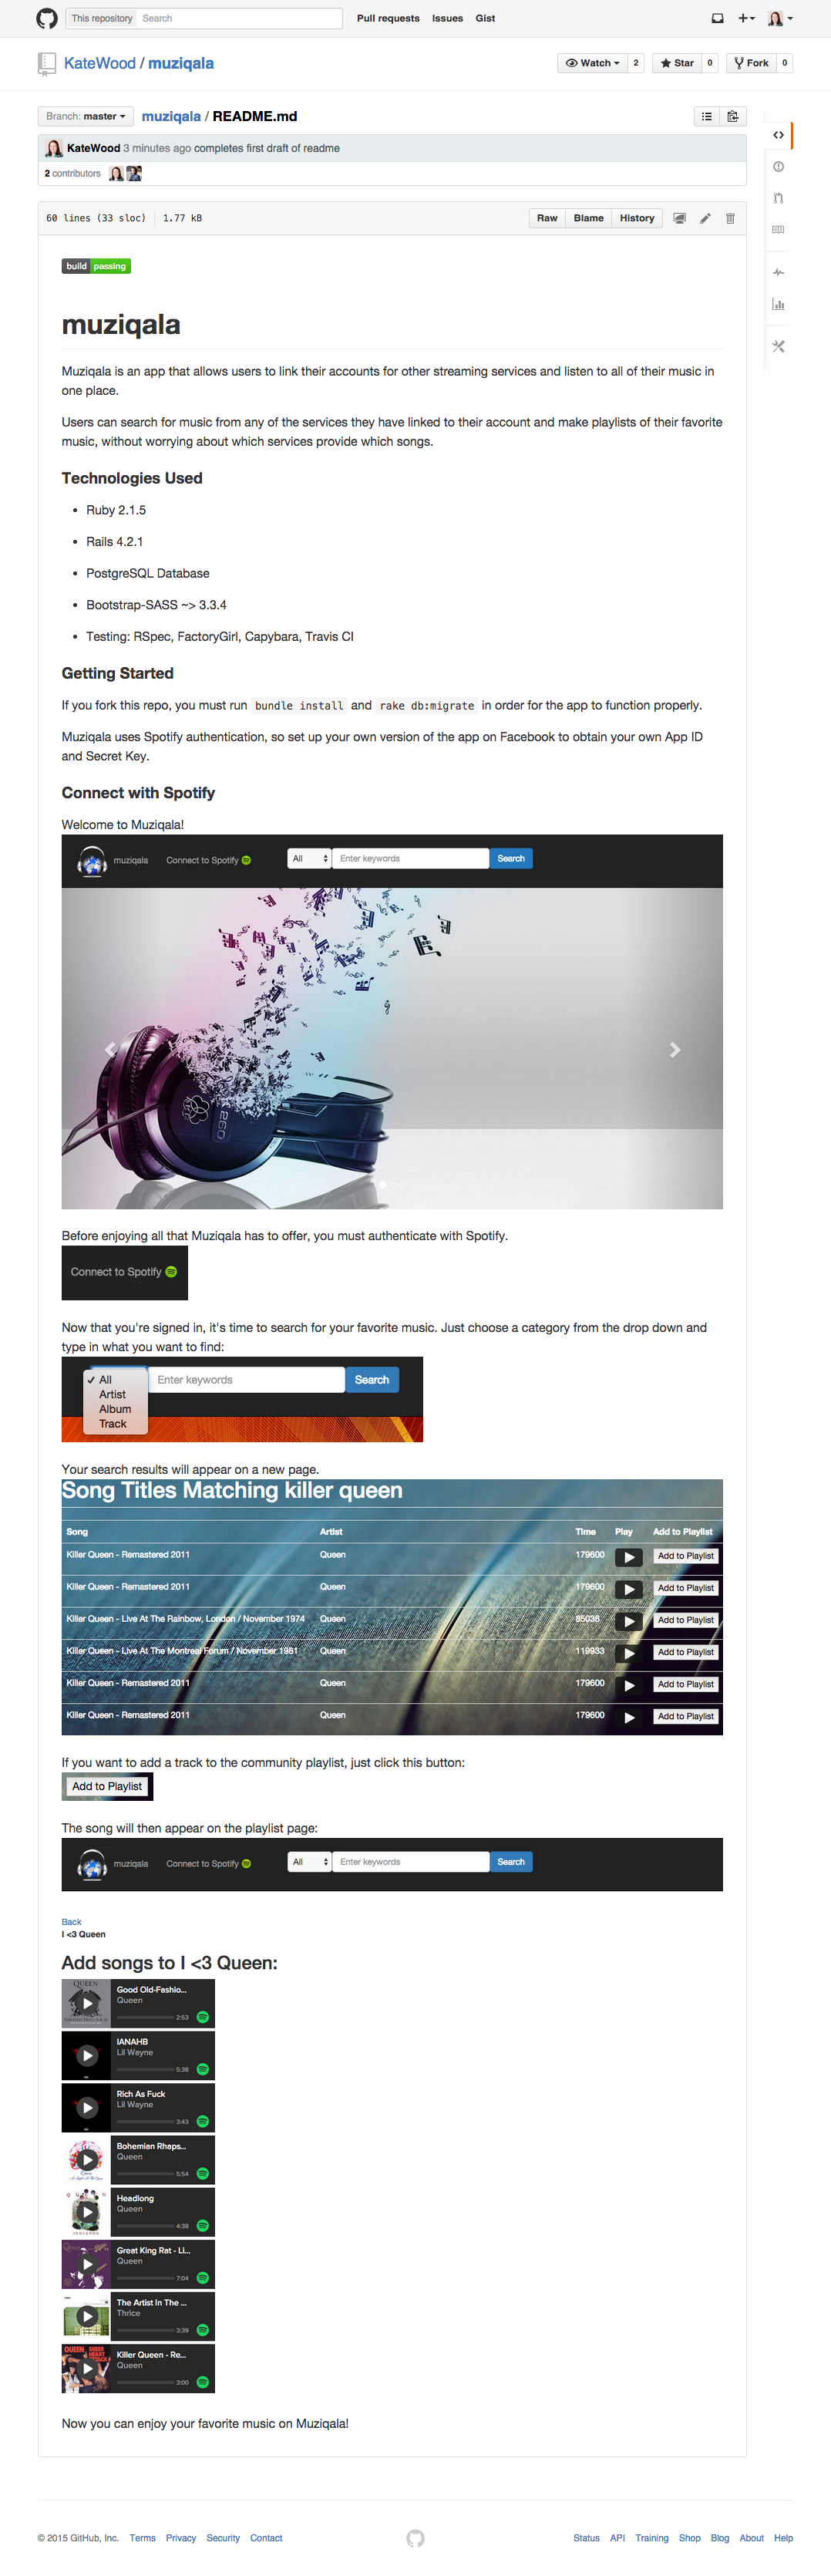 This repository Search Pull requests Issues Gist
KateWood / muziqala Watch 2 Star 0 Fork 0
Branch: master muziqala / README.md
KateWood 3 minutes ago completes first draft of readme
2 contributors
60 lines (33 sloc) 1.77 kB Raw Blame History
build passing
muziqala
Muziqala is an app that allows users to link their accounts for other streaming services and listen to all of their music in
one place.
Users can search for music from any of the services they have linked to their account and make playlists of their favorite
music, without worrying about which services provide which songs.
Technologies Used
• Ruby 2.1.5
• Rails 4.2.1
• PostgreSQL Database
• Bootstrap-SASS ~> 3.3.4
• Testing: RSpec, FactoryGirl, Capybara, Travis CI
Getting Started
If you fork this repo, you must run bundle install and rake db:migrate in order for the app to function properly.
Muziqala uses Spotify authentication, so set up your own version of the app on Facebook to obtain your own App ID
and Secret Key.
Connect with Spotify
Welcome to Muziqala!
muziqala Connect to Spotify All Enter keywords Search
260
Before enjoying all that Muziqala has to offer, you must authenticate with Spotify.
Connect to Spotify
Now that you're signed in, it's time to search for your favorite music. Just choose a category from the drop down and
type in what you want to find:
✓ All Enter keywords Search
Artist
Album
Track
Your search results will appear on a new page.
Song Titles Matching killer queen
Song Artist Time Play Add to Playlist
Killer Queen - Remastered 2011 Queen 179600 Add to Playlist
Killer Queen - Remastered 2011 Queen 179600 Add to Playlist
Killer Queen - Live At The Rainbow, London / November 1974 Queen 85038 Add to Playlist
Killer Queen - Live At The Montreal Forum / November 1981 Queen 119933 Add to Playlist
Killer Queen - Remastered 2011 Queen 179600 Add to Playlist
Killer Queen - Remastered 2011 Queen 179600 Add to Playlist
If you want to add a track to the community playlist, just click this button:
Add to Playlist
The song will then appear on the playlist page:
muziqala Connect to Spotify All Enter keywords Search
Back
I <3 Queen
Add songs to I <3 Queen:
QUEEN Good Old-Fashio...
Queen
2:53
IANAHB
Lil Wayne
5:38
Rich As Fuck
Lil Wayne
3:43
Bohemian Rhaps...
Queen
5:54
QUEEN Headlong
Queen
4:38
Great King Rat - Li...
Queen
7:04
The Artist In The ...
Thrice
3:39
QUEEN SHEER HEART ATTACK Killer Queen - Re...
Queen
3:00
Now you can enjoy your favorite music on Muziqala!
© 2015 GitHub, Inc. Terms Privacy Security Contact Status API Training Shop Blog About Help